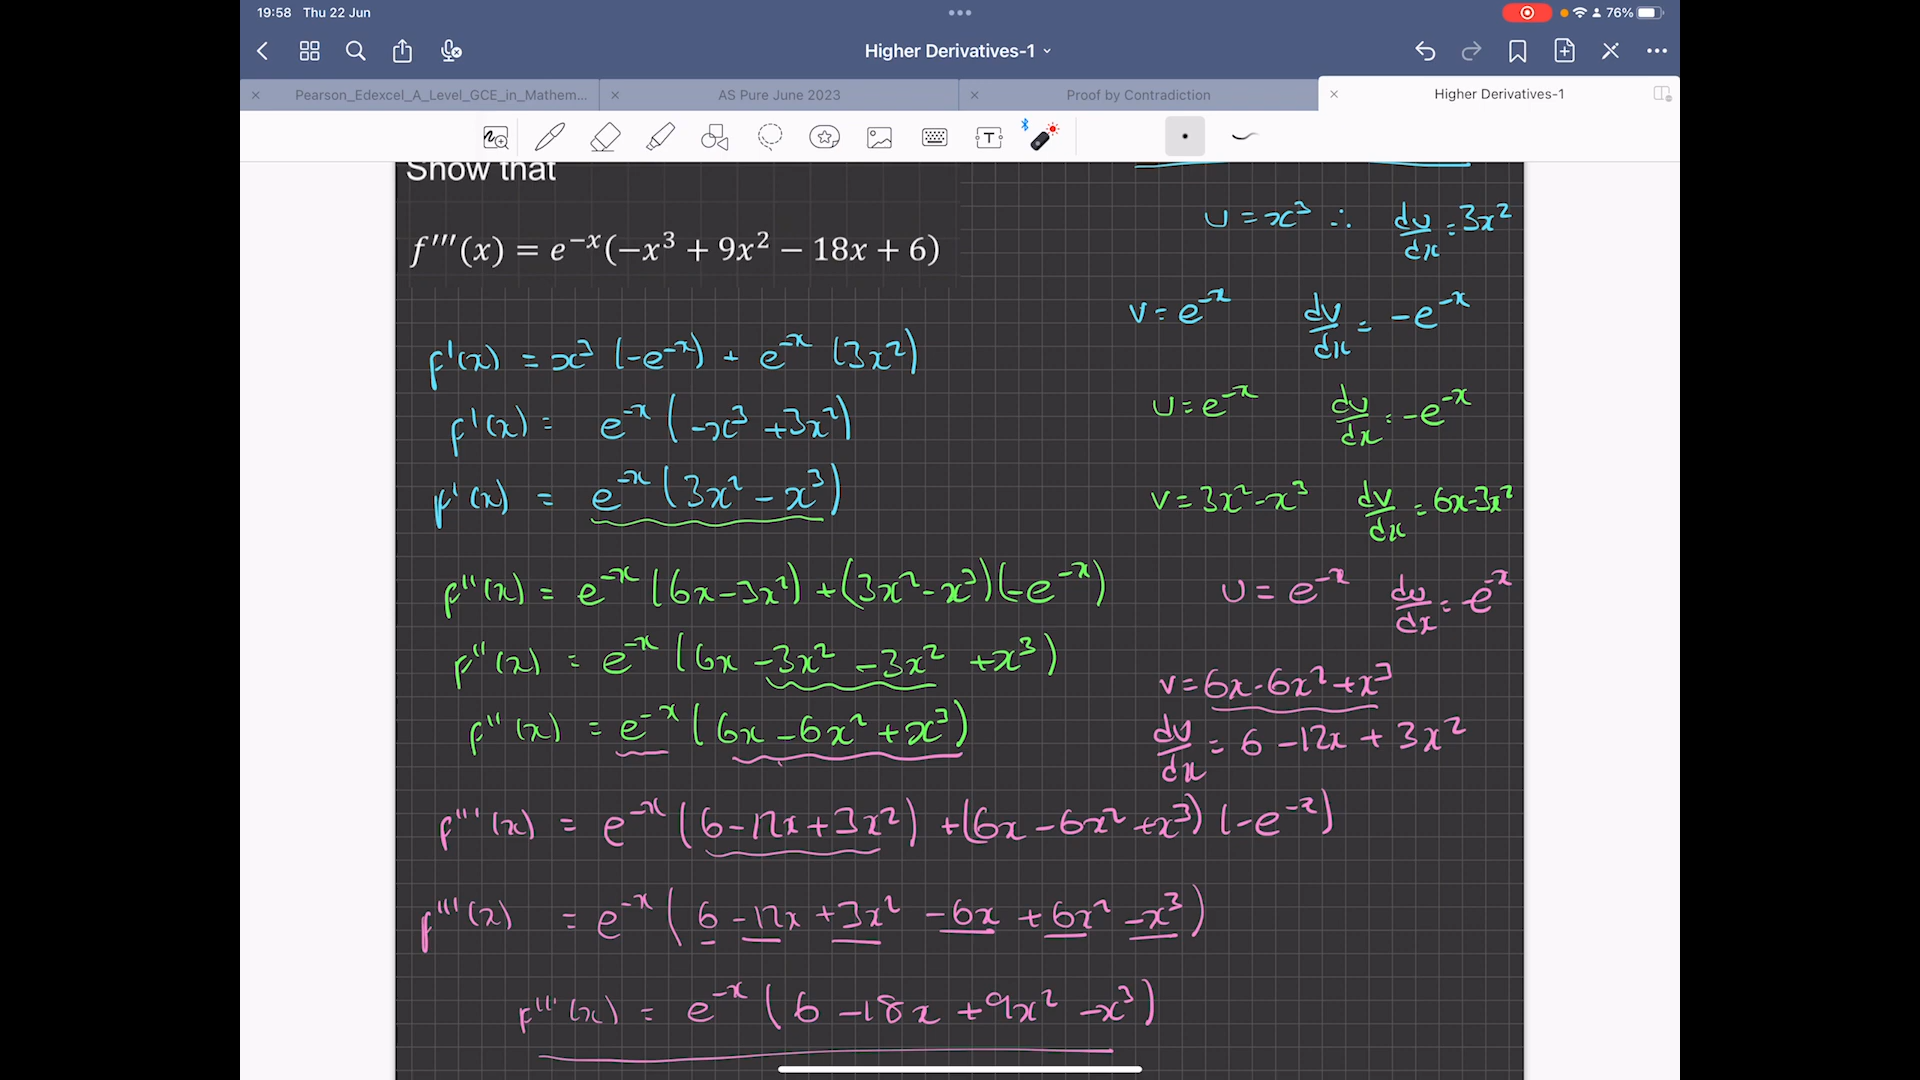 19:58 Thu 22 Jun
76%
Higher Derivatives-1
Pearson_Edexcel_A_Level_GCE_in_Mathem...
AS Pure June 2023
Proof by Contradiction
Higher Derivatives-1
Show that
f'''(x) = e^{-x}(-x^3 + 9x^2 - 18x + 6)
f'(x) = x^3 (-e^{-x}) + e^{-x} (3x^2)
f'(x) = e^{-x} (-x^3 + 3x^2)
f'(x) = e^{-x} (3x^2 - x^3)
f''(x) = e^{-x} (6x - 3x^2) + (3x^2 - x^3)(-e^{-x})
f''(x) = e^{-x} (6x - 3x^2 - 3x^2 + x^3)
f''(x) = e^{-x} (6x - 6x^2 + x^3)
f'''(x) = e^{-x} (6 - 12x + 3x^2) + (6x - 6x^2 + x^3) (-e^{-x})
f'''(x) = e^{-x} (6 - 12x + 3x^2 - 6x + 6x^2 - x^3)
f'''(x) = e^{-x} (6 - 18x + 9x^2 - x^3)
u = x^3 ∴ du/dx = 3x^2
v = e^{-x} dv/dx = -e^{-x}
u = e^{-x} du/dx = -e^{-x}
v = 3x^2 - x^3 dv/dx = 6x - 3x^2
u = e^{-x} du/dx = -e^{-x}
v = 6x - 6x^2 + x^3
dv/dx = 6 - 12x + 3x^2